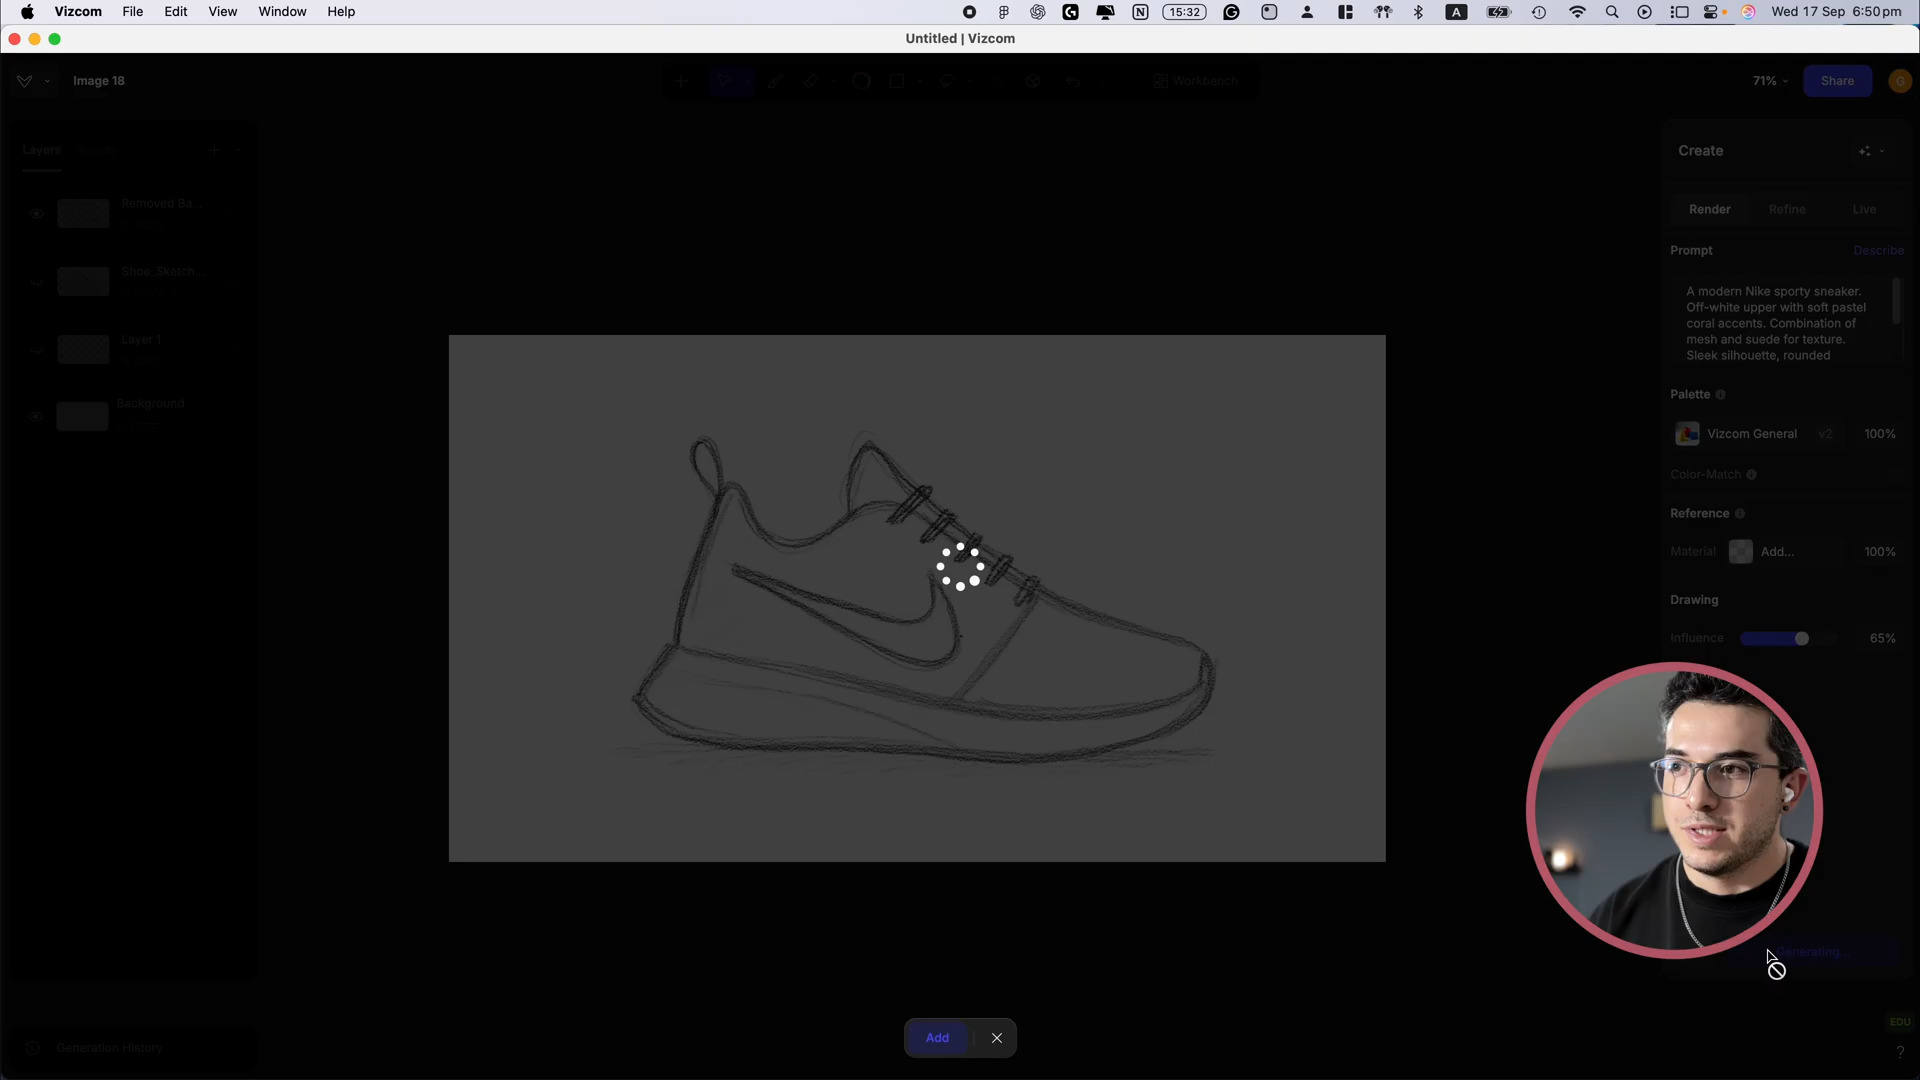 Vizcom File Edit View Window Help
15:32
A
Wed 17 Sep 6:50 pm
Untitled | Vizcom
Image 18
Workbench
71%
Share
G
Layers
Removed Ba...
Shoe_Sketch...
Layer 1
Background
Generation History
Create
Render Refine Live
Prompt Describe
A modern Nike sporty sneaker.
Off-white upper with soft pastel
coral accents. Combination of
mesh and suede for texture.
Sleek silhouette, rounded
Palette
Vizcom General v2 100%
Color-Match
Reference
Material Add... 100%
Drawing
Influence 65%
Generating...
Add
EDU
?